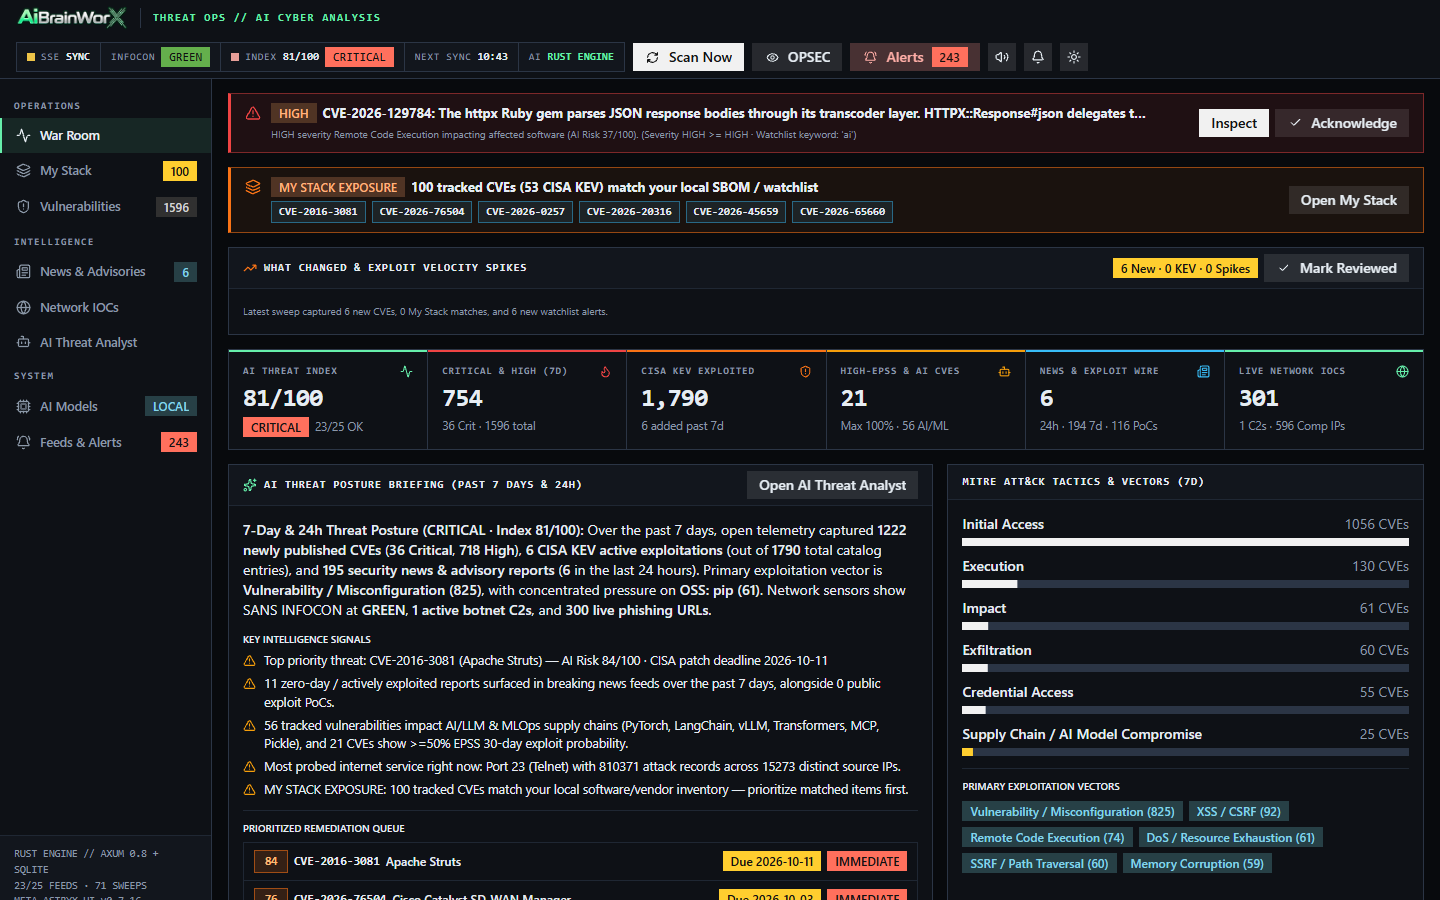 AiBrainWorX
THREAT OPS // AI CYBER ANALYSIS
SSE SYNC
INFOCON GREEN
INDEX 81/100 CRITICAL
NEXT SYNC 10:43
AI RUST ENGINE
Scan Now
OPSEC
Alerts 243
OPERATIONS
War Room
My Stack 100
Vulnerabilities 1596
INTELLIGENCE
News & Advisories 6
Network IOCs
AI Threat Analyst
SYSTEM
AI Models LOCAL
Feeds & Alerts 243
RUST ENGINE // AXUM 0.8 +
SQLITE
23/25 FEEDS · 71 SWEEPS
HIGH CVE-2026-129784: The httpx Ruby gem parses JSON response bodies through its transcoder layer. HTTPX::Response#json delegates t...
HIGH severity Remote Code Execution impacting affected software (AI Risk 37/100). (Severity HIGH >= HIGH · Watchlist keyword: 'ai')
Inspect
Acknowledge
MY STACK EXPOSURE 100 tracked CVEs (53 CISA KEV) match your local SBOM / watchlist
CVE-2016-3081 CVE-2026-76504 CVE-2026-0257 CVE-2026-20316 CVE-2026-45659 CVE-2026-65660
Open My Stack
WHAT CHANGED & EXPLOIT VELOCITY SPIKES
6 New · 0 KEV · 0 Spikes
Mark Reviewed
Latest sweep captured 6 new CVEs, 0 My Stack matches, and 6 new watchlist alerts.
AI THREAT INDEX
81/100
CRITICAL 23/25 OK
CRITICAL & HIGH (7D)
754
36 Crit · 1596 total
CISA KEV EXPLOITED
1,790
6 added past 7d
HIGH-EPSS & AI CVES
21
Max 100% · 56 AI/ML
NEWS & EXPLOIT WIRE
6
24h · 194 7d · 116 PoCs
LIVE NETWORK IOCS
301
1 C2s · 596 Comp IPs
AI THREAT POSTURE BRIEFING (PAST 7 DAYS & 24H)
Open AI Threat Analyst
7-Day & 24h Threat Posture (CRITICAL · Index 81/100): Over the past 7 days, open telemetry captured 1222
newly published CVEs (36 Critical, 718 High), 6 CISA KEV active exploitations (out of 1790 total catalog
entries), and 195 security news & advisory reports (6 in the last 24 hours). Primary exploitation vector is
Vulnerability / Misconfiguration (825), with concentrated pressure on OSS: pip (61). Network sensors show
SANS INFOCON at GREEN, 1 active botnet C2s, and 300 live phishing URLs.
KEY INTELLIGENCE SIGNALS
Top priority threat: CVE-2016-3081 (Apache Struts) — AI Risk 84/100 · CISA patch deadline 2026-10-11
11 zero-day / actively exploited reports surfaced in breaking news feeds over the past 7 days, alongside 0 public
exploit PoCs.
56 tracked vulnerabilities impact AI/LLM & MLOps supply chains (PyTorch, LangChain, vLLM, Transformers, MCP,
Pickle), and 21 CVEs show >=50% EPSS 30-day exploit probability.
Most probed internet service right now: Port 23 (Telnet) with 810371 attack records across 15273 distinct source IPs.
MY STACK EXPOSURE: 100 tracked CVEs match your local software/vendor inventory — prioritize matched items first.
PRIORITIZED REMEDIATION QUEUE
84 CVE-2016-3081 Apache Struts Due 2026-10-11 IMMEDIATE
76 CVE-2026-76504 Cisco Catalyst SD-WAN Manager Due 2026-10-03 IMMEDIATE
MITRE ATT&CK TACTICS & VECTORS (7D)
Initial Access 1056 CVEs
Execution 130 CVEs
Impact 61 CVEs
Exfiltration 60 CVEs
Credential Access 55 CVEs
Supply Chain / AI Model Compromise 25 CVEs
PRIMARY EXPLOITATION VECTORS
Vulnerability / Misconfiguration (825) XSS / CSRF (92)
Remote Code Execution (74) DoS / Resource Exhaustion (61)
SSRF / Path Traversal (60) Memory Corruption (59)